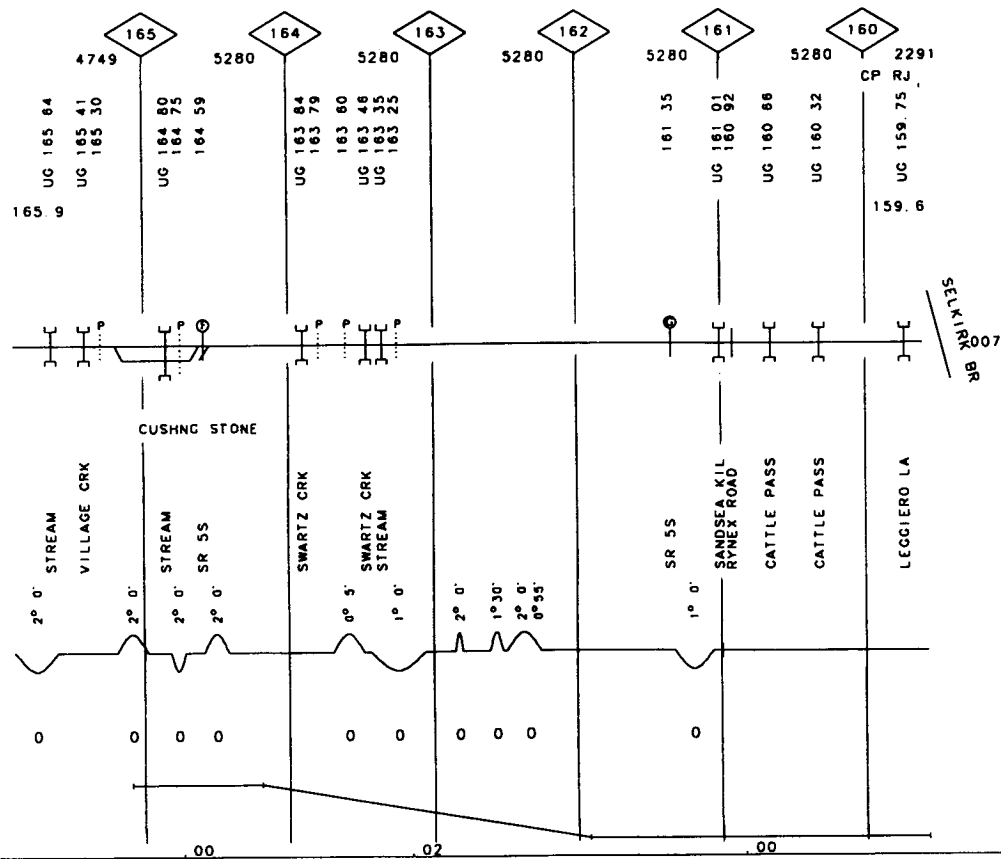 165 164 163 162 161 160
4749 5280 5280 5280 5280 5280 2291
CP RJ
UG 165 64
UG 165 41
165 30
UG 164 80
164 75
164 59
UG 163 84
163 79
163 60
UG 163 46
UG 163 35
163 25
161 35
UG 161 01
160 92
UG 160 66
UG 160 32
UG 159.75
165.9 159.6
P P F P P P G
SELKIRK BR
007
CUSHNG STONE
STREAM
VILLAGE CRK
STREAM
SR 5S
SWARTZ CRK
SWARTZ CRK
STREAM
SR 5S
SANDSEA KIL
RYNEX ROAD
CATTLE PASS
CATTLE PASS
LEGGIERO LA
2° 0'
2° 0'
2° 0'
2° 0'
0° 5'
1° 0'
2° 0'
1° 30'
2° 0'
0° 55'
1° 0'
0 0 0 0 0 0 0 0 0 0
.00 .02 .00